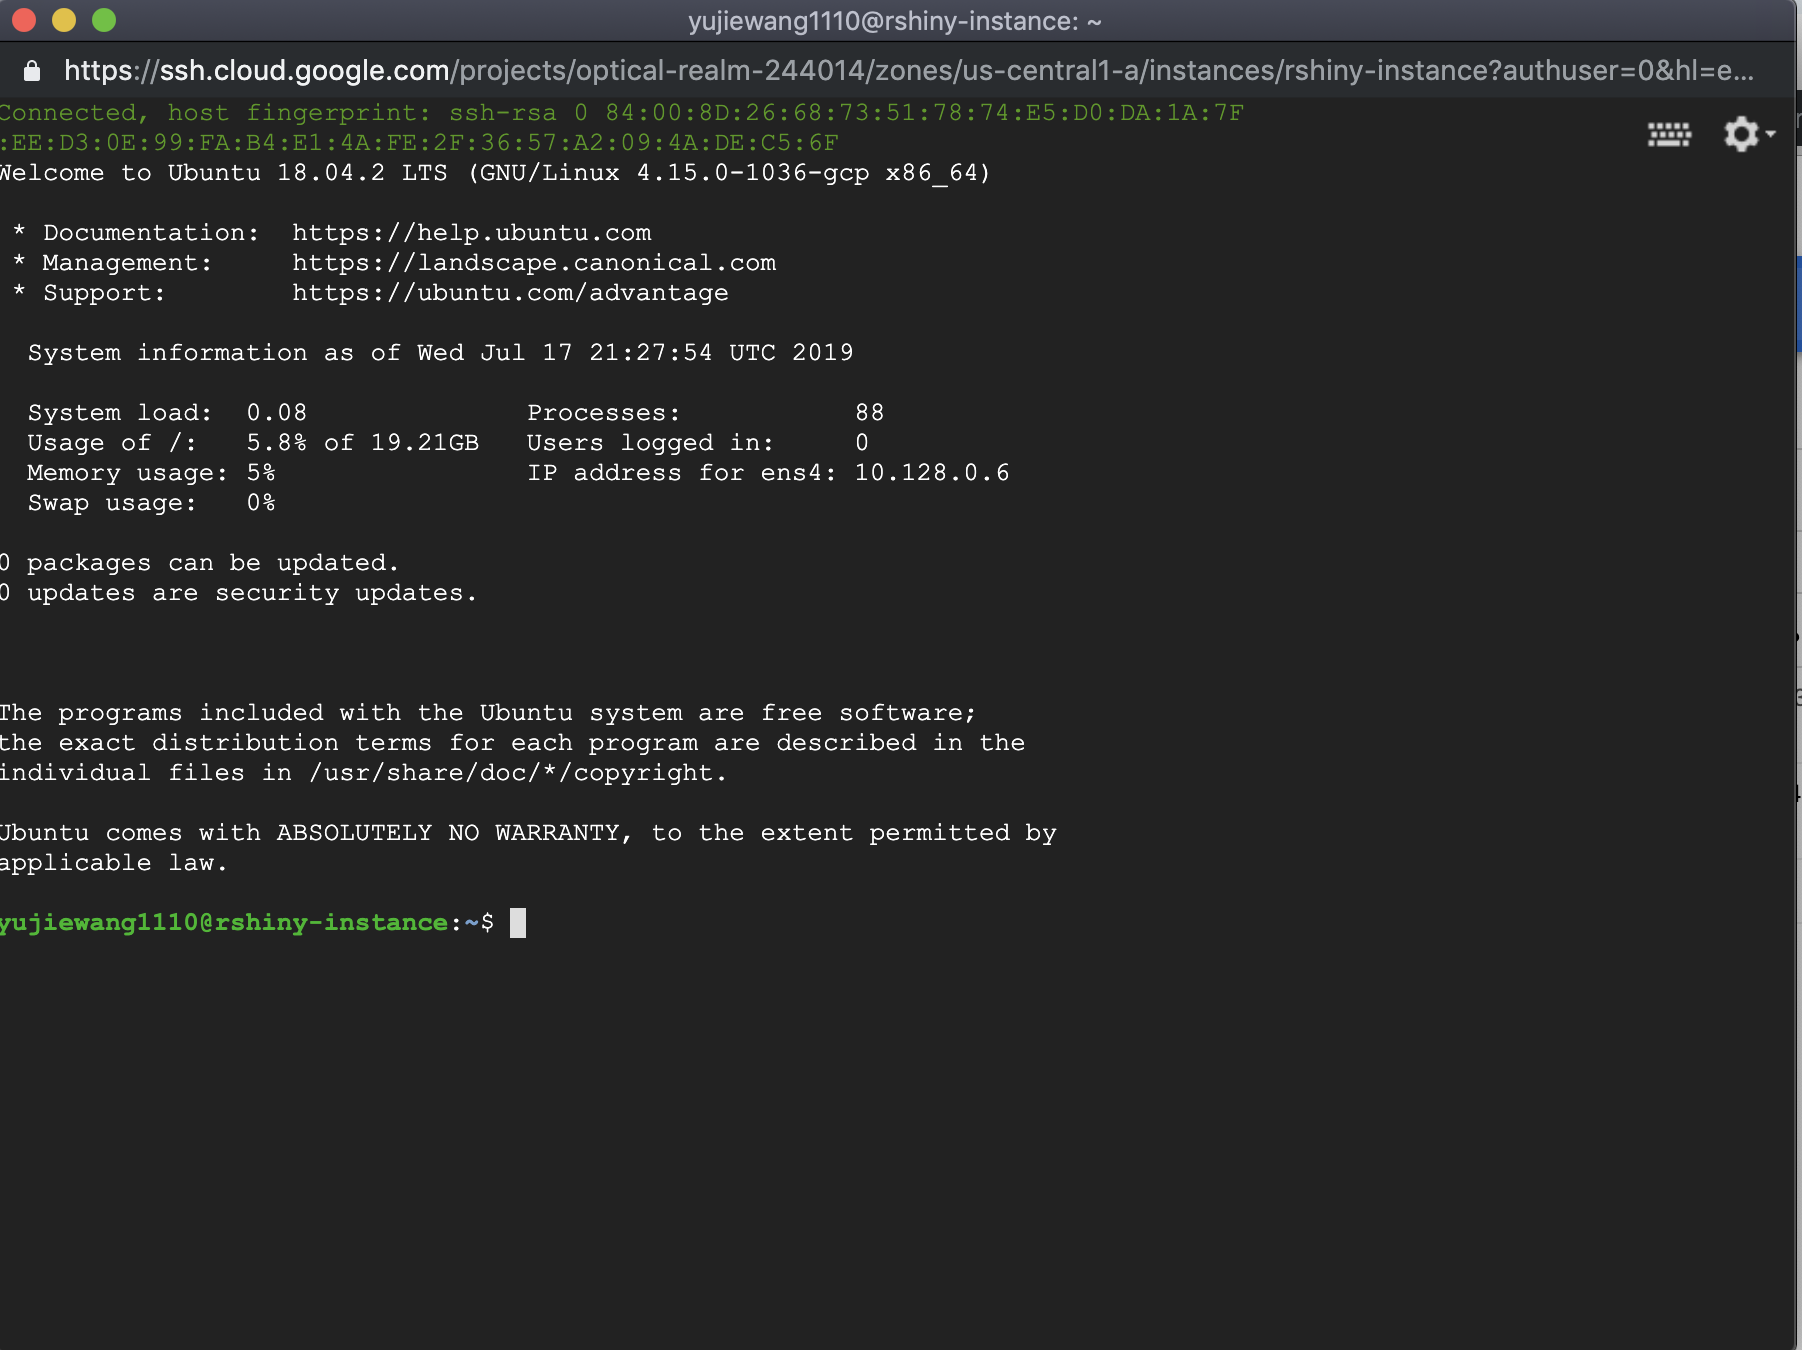 yujiewang1110@rshiny-instance: ~
https://ssh.cloud.google.com/projects/optical-realm-244014/zones/us-central1-a/instances/rshiny-instance?authuser=0&hl=e...
Connected, host fingerprint: ssh-rsa 0 84:00:8D:26:68:73:51:78:74:E5:D0:DA:1A:7F
:EE:D3:0E:99:FA:B4:E1:4A:FE:2F:36:57:A2:09:4A:DE:C5:6F
Welcome to Ubuntu 18.04.2 LTS (GNU/Linux 4.15.0-1036-gcp x86_64)
* Documentation:  https://help.ubuntu.com
* Management:     https://landscape.canonical.com
* Support:        https://ubuntu.com/advantage
System information as of Wed Jul 17 21:27:54 UTC 2019
System load:  0.08              Processes:           88
Usage of /:   5.8% of 19.21GB   Users logged in:     0
Memory usage: 5%                IP address for ens4: 10.128.0.6
Swap usage:   0%
0 packages can be updated.
0 updates are security updates.
The programs included with the Ubuntu system are free software;
the exact distribution terms for each program are described in the
individual files in /usr/share/doc/*/copyright.
Ubuntu comes with ABSOLUTELY NO WARRANTY, to the extent permitted by
applicable law.
yujiewang1110@rshiny-instance:~$